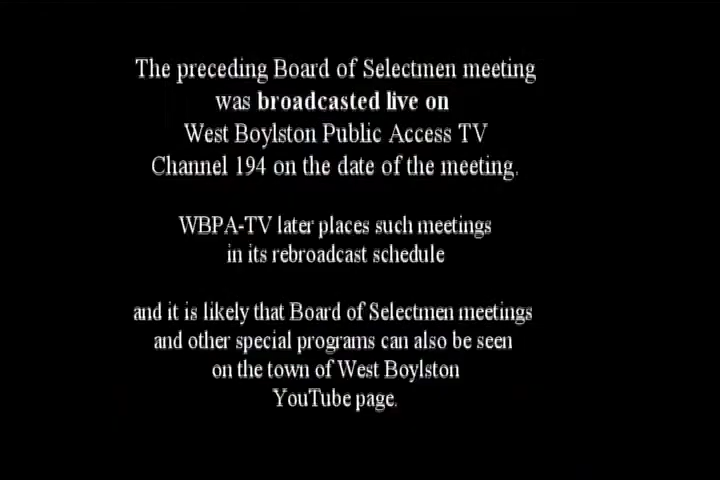 The preceding Board of Selectmen meeting
was broadcasted live on
West Boylston Public Access TV
Channel 194 on the date of the meeting.
WBPA-TV later places such meetings
in its rebroadcast schedule
and it is likely that Board of Selectmen meetings
and other special programs can also be seen
on the town of West Boylston
YouTube page.